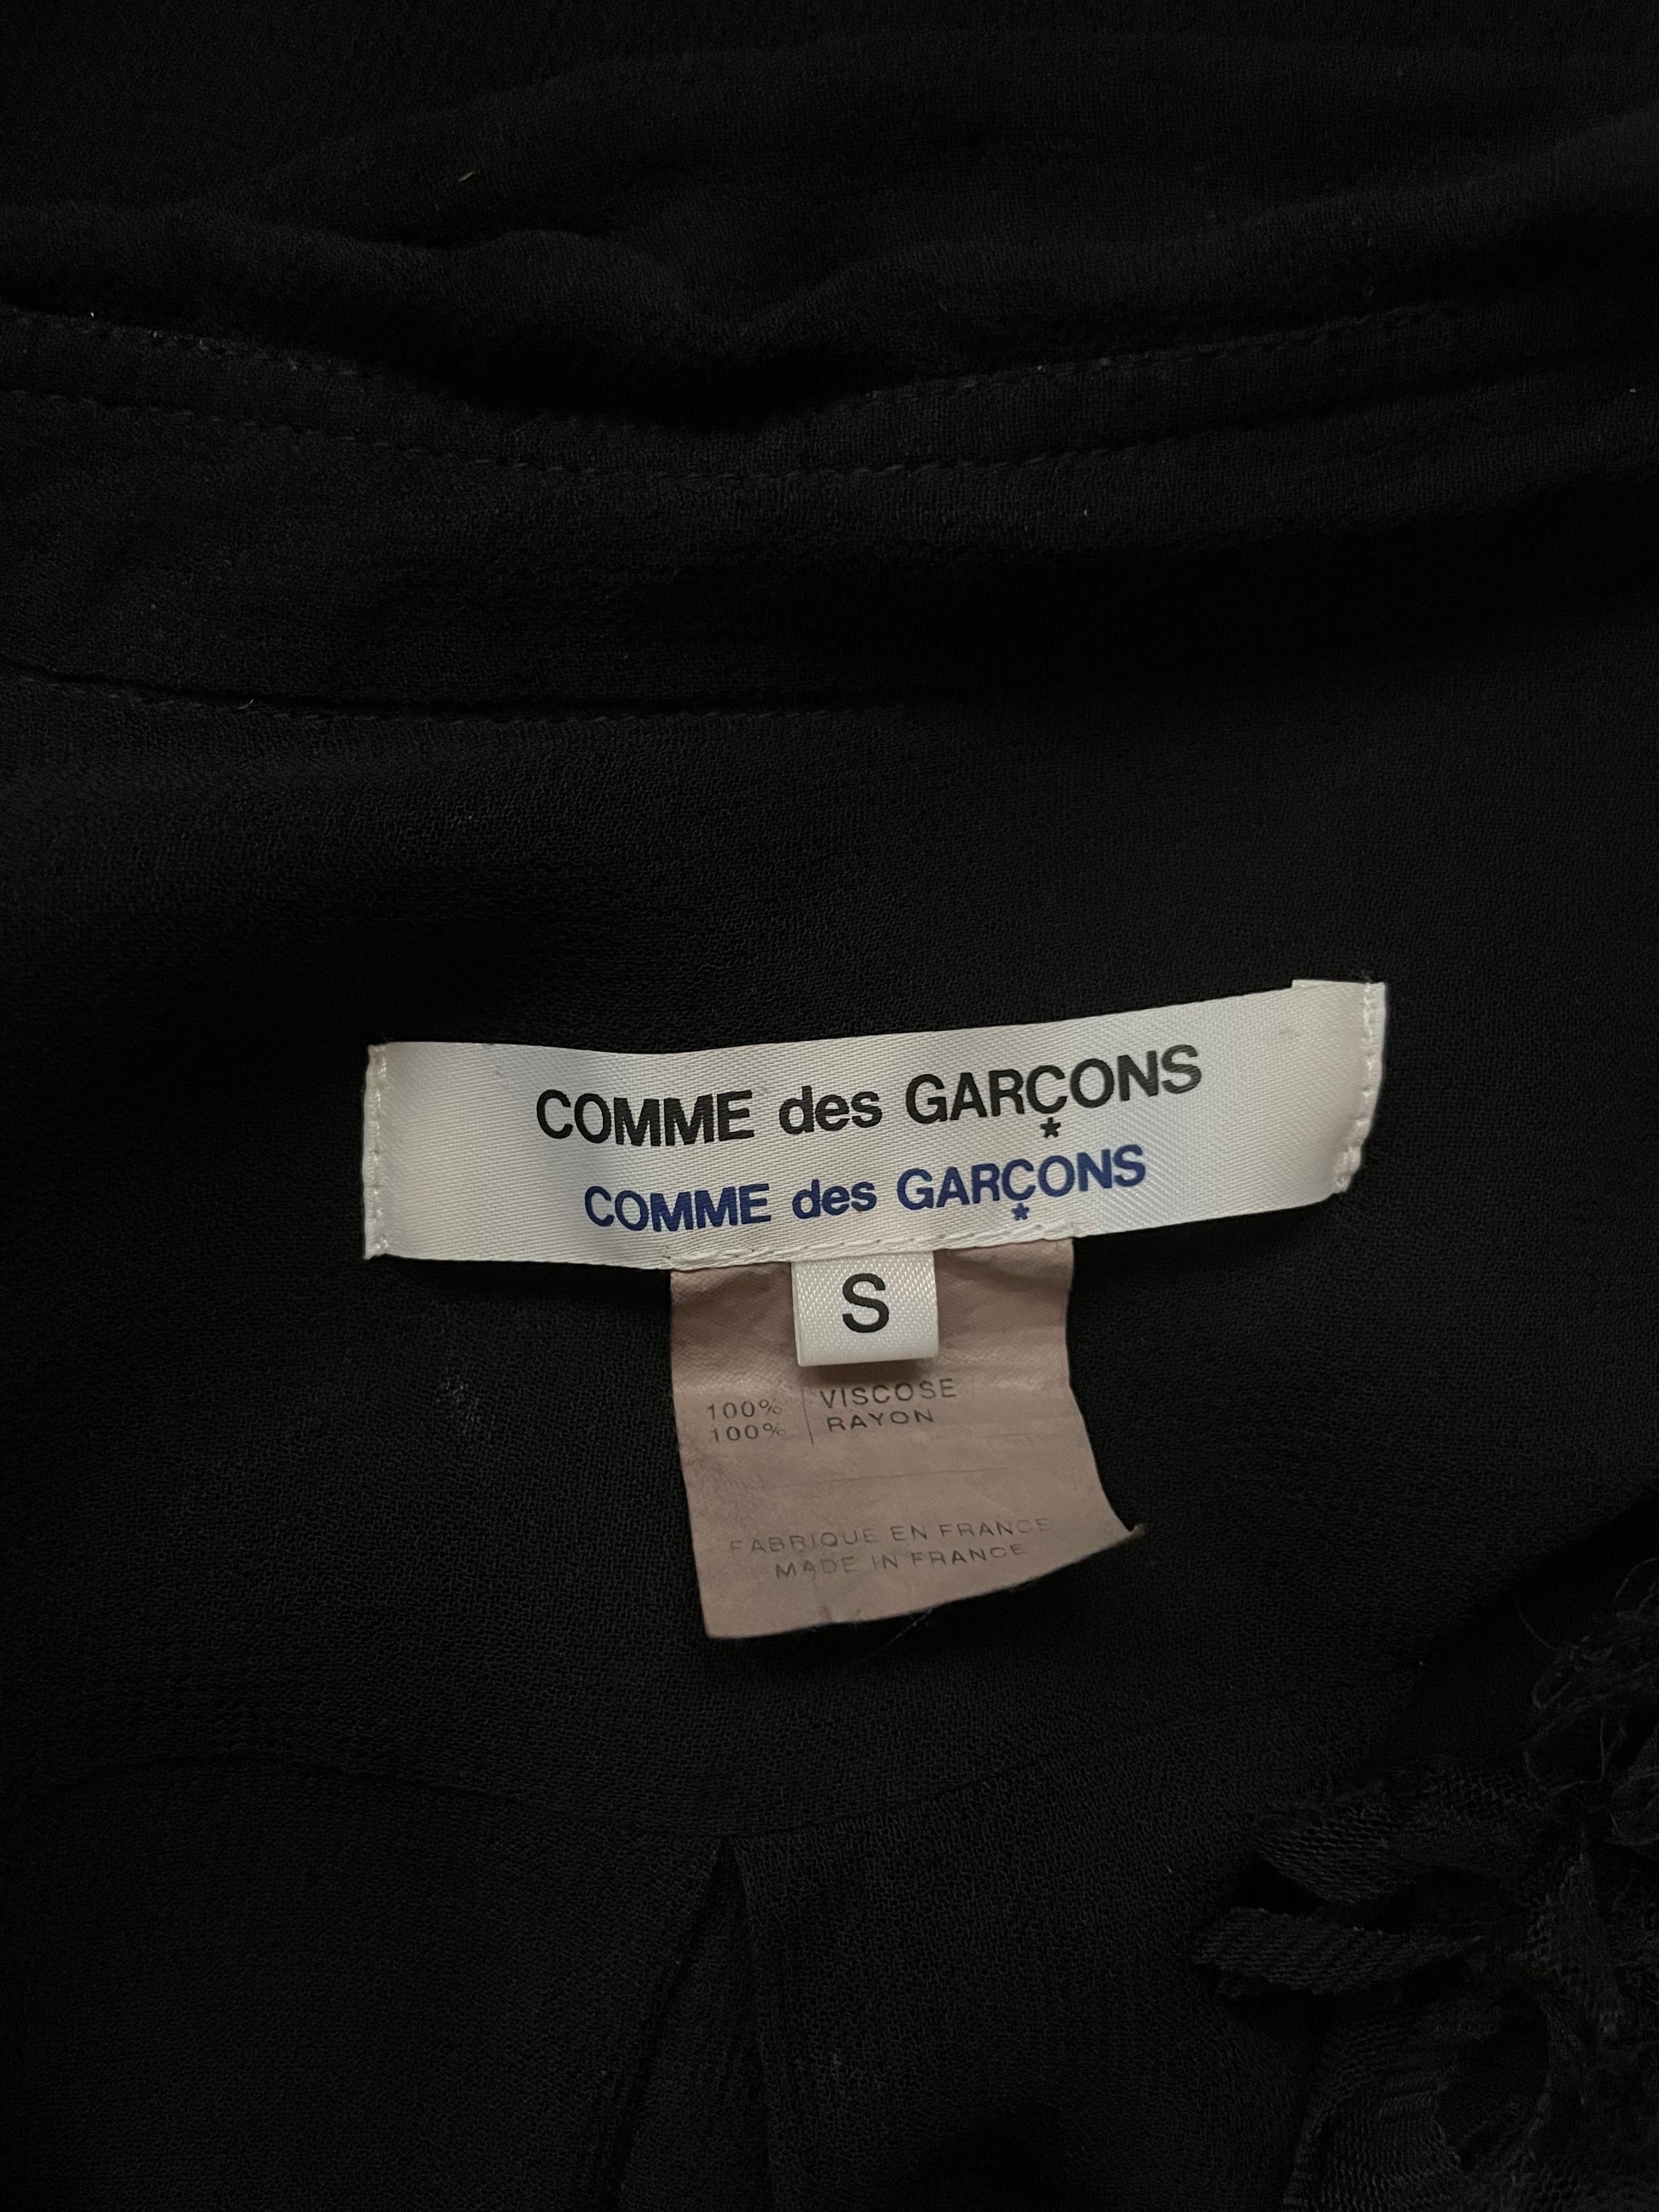 COMME des GARÇONS
*
COMME des GARÇONS
*
S
100% VISCOSE
100% RAYON
FABRIQUE EN FRANCE
MADE IN FRANCE